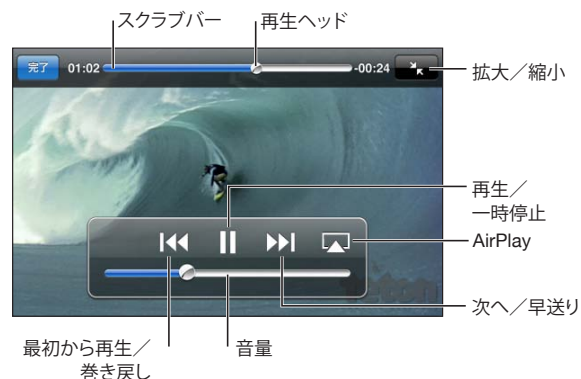 スクラブバー
再生ヘッド
完了
01:02
-00:24
拡大／縮小
再生／
一時停止
AirPlay
次へ／早送り
最初から再生／
巻き戻し
音量